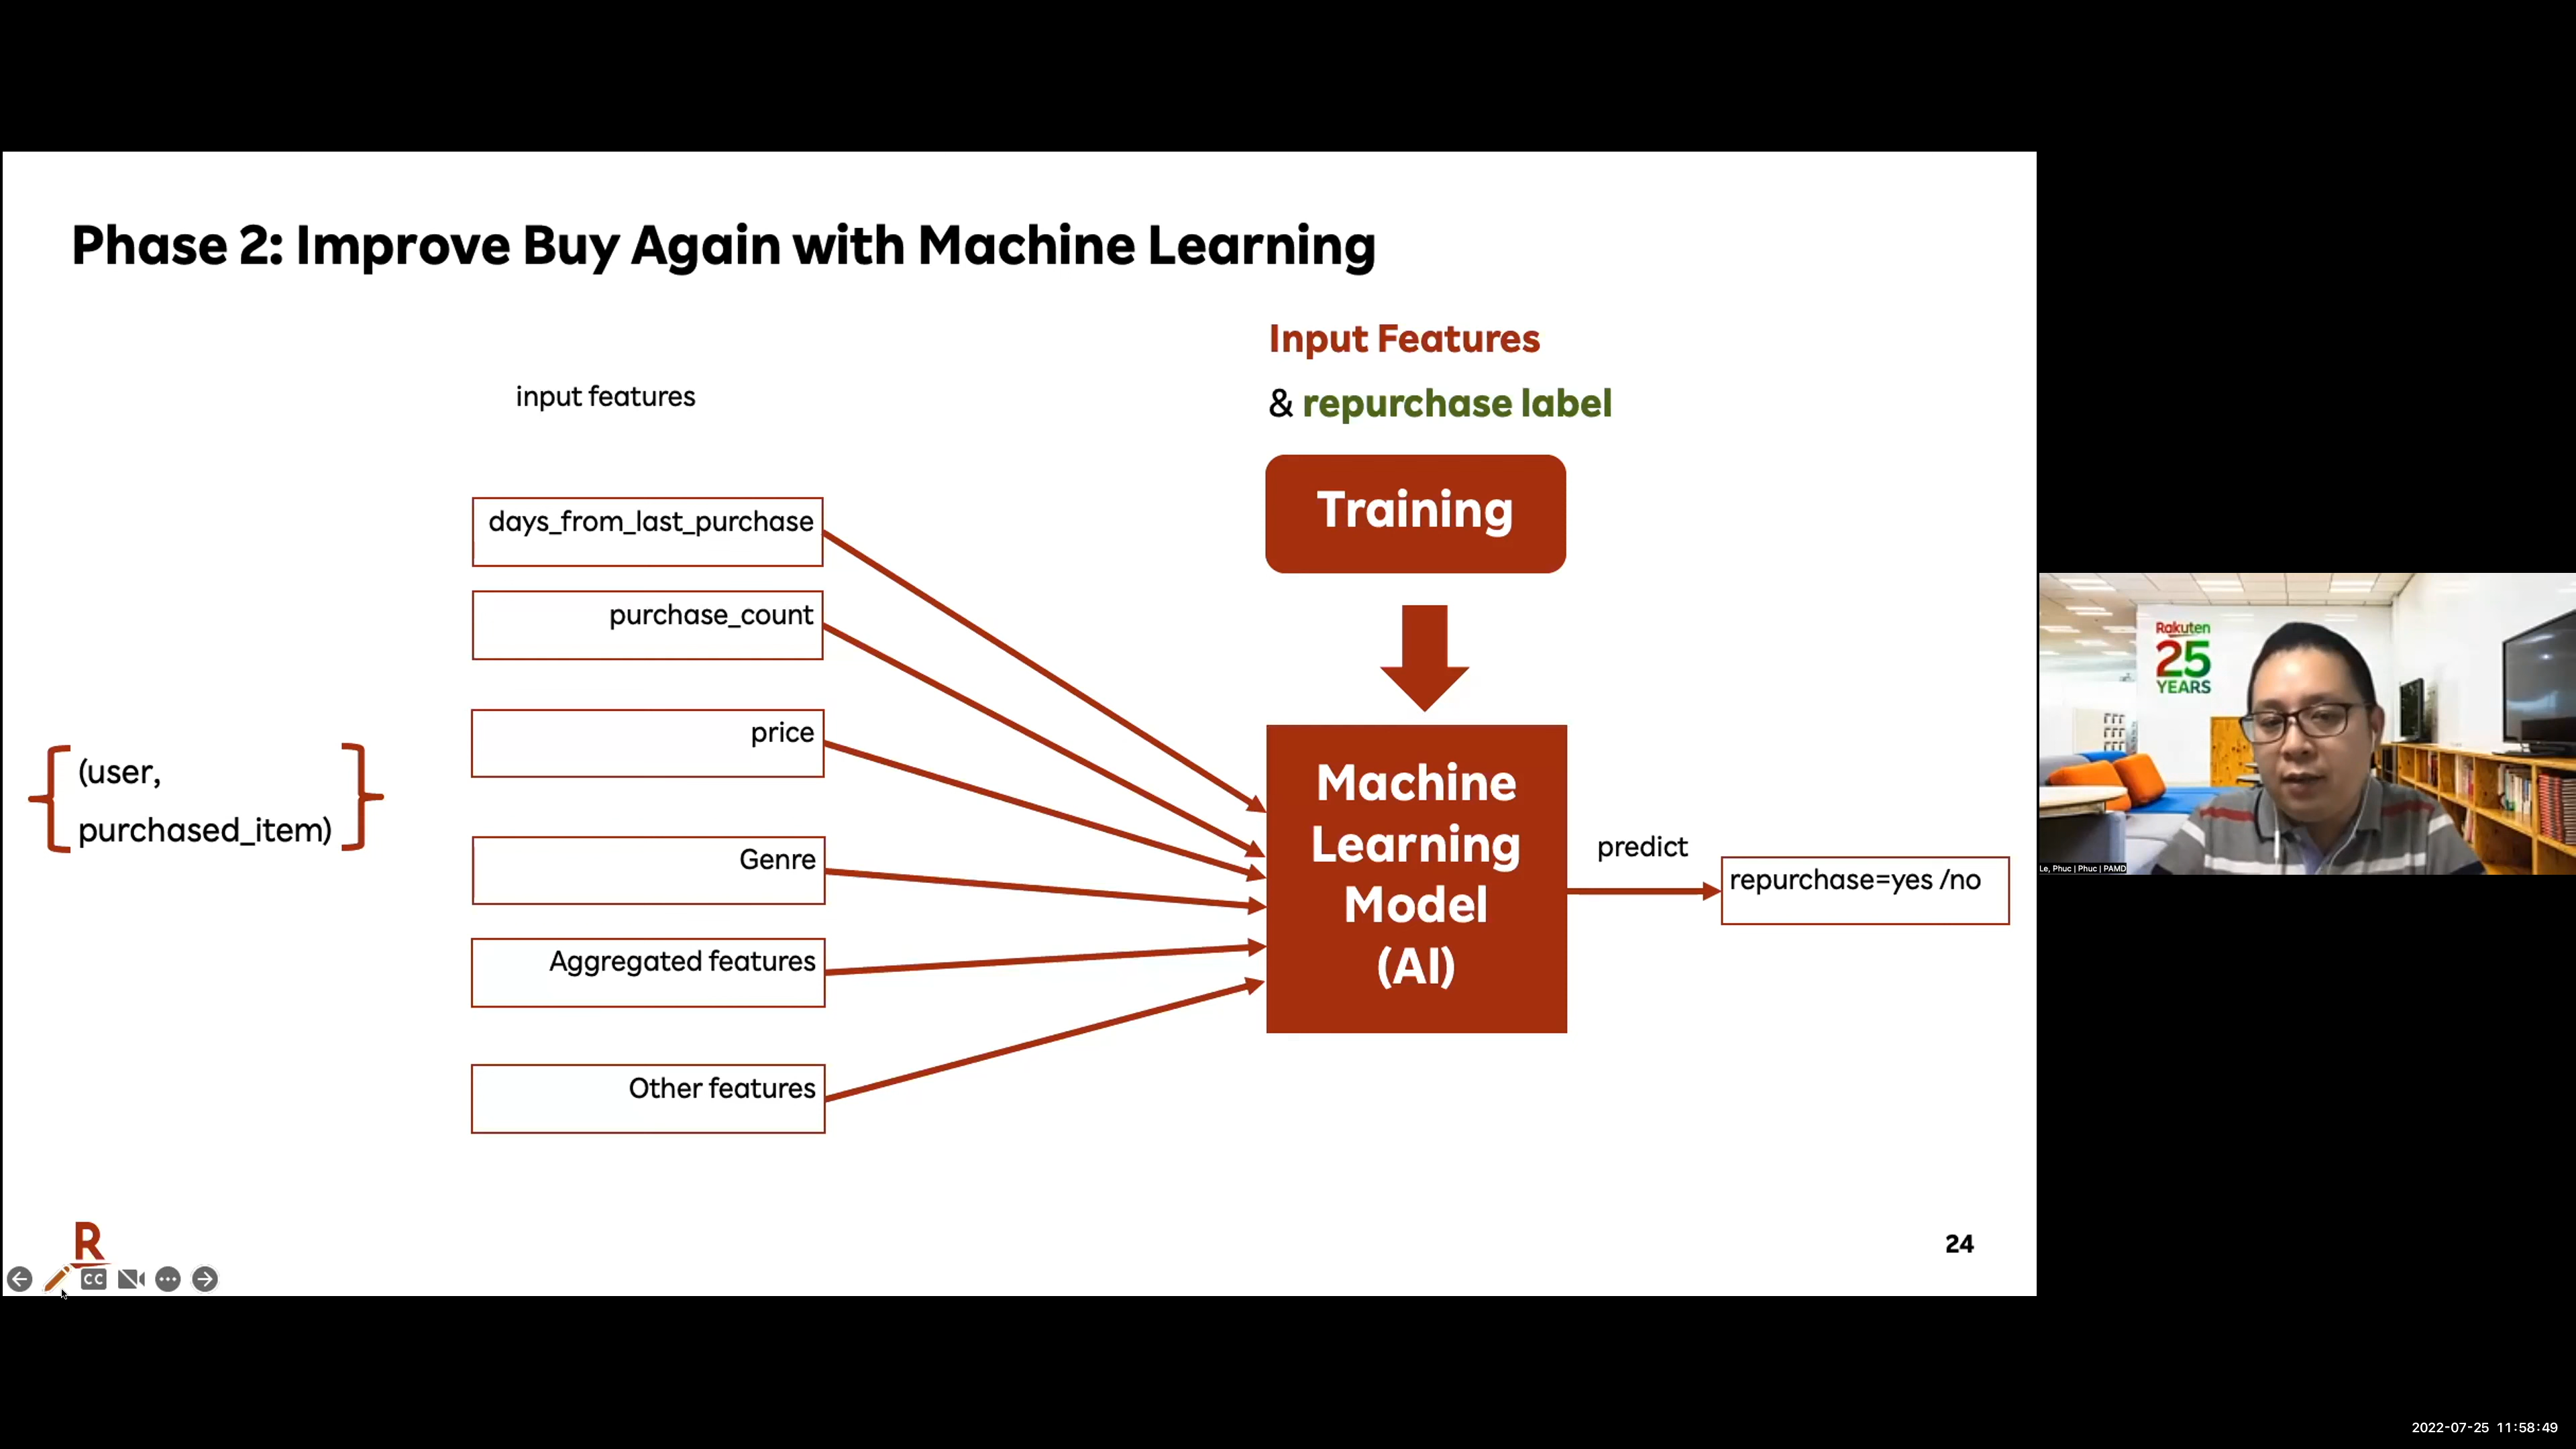 Phase 2: Improve Buy Again with Machine Learning
Input Features
& repurchase label
input features
Training
days_from_last_purchase
purchase_count
price
Genre
Aggregated features
Other features
(user,
purchased_item)
Machine
Learning
Model
(AI)
predict
repurchase=yes /no
R
24
CC
Rakuten
25
YEARS
Le, Phuc | Phuc | PAMD
2022-07-25 11:58:49